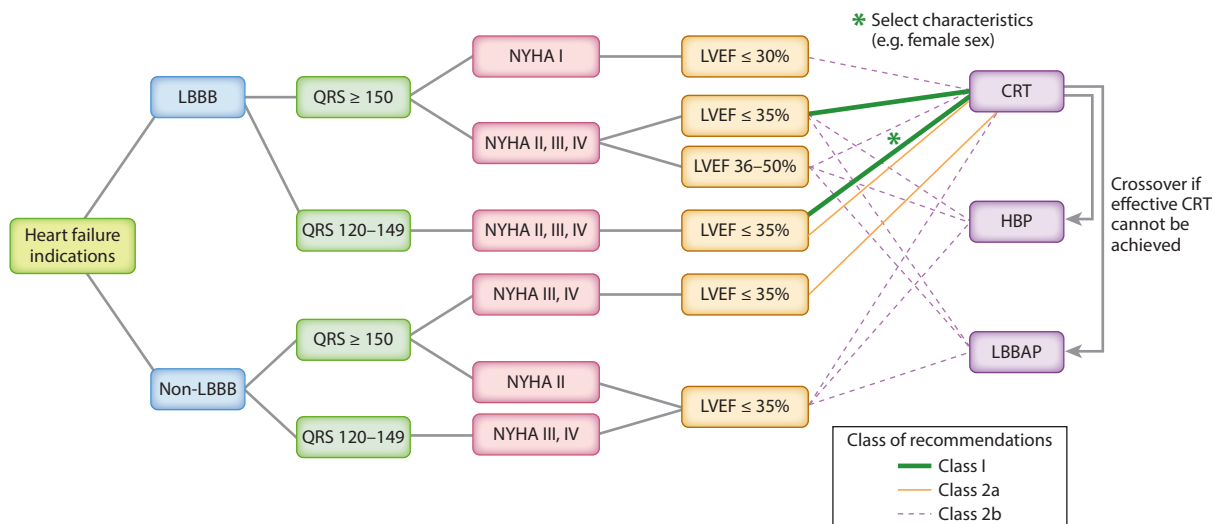 * Select characteristics
(e.g. female sex)
NYHA I
LVEF ≤ 30%
LBBB
QRS ≥ 150
CRT
LVEF ≤ 35%
NYHA II, III, IV
*
LVEF 36–50%
Crossover if
effective CRT
cannot be
achieved
HBP
Heart failure
indications
QRS 120–149
NYHA II, III, IV
LVEF ≤ 35%
NYHA III, IV
LVEF ≤ 35%
QRS ≥ 150
LBBAP
Non-LBBB
NYHA II
LVEF ≤ 35%
QRS 120–149
NYHA III, IV
Class of recommendations
Class I
Class 2a
Class 2b